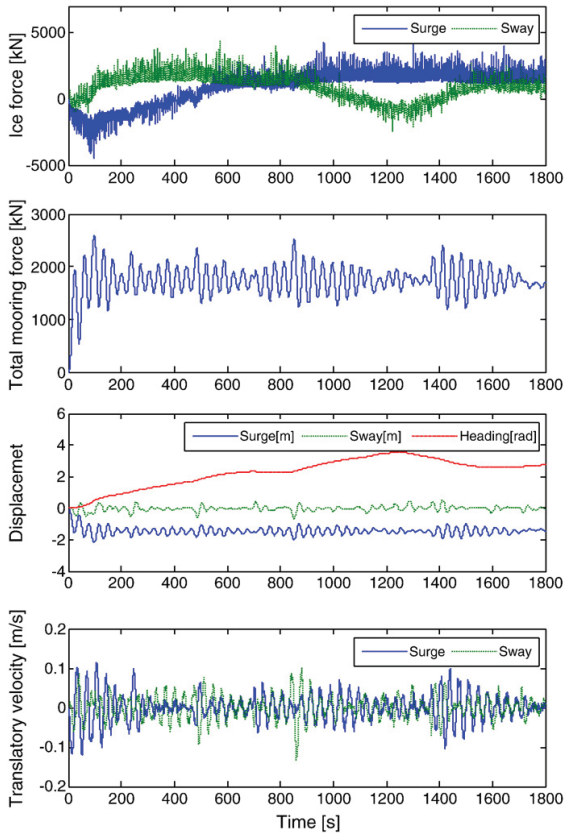 Ice force [kN]
5000
0
-5000
Surge Sway
0 200 400 600 800 1000 1200 1400 1600 1800
Total mooring force [kN]
3000
2000
1000
0
0 200 400 600 800 1000 1200 1400 1600 1800
Displacemet
6
4
2
0
-2
-4
Surge[m] Sway[m] Heading[rad]
0 200 400 600 800 1000 1200 1400 1600 1800
Translatory velocity [m/s]
0.2
0.1
0
-0.1
-0.2
Surge Sway
0 200 400 600 800 1000 1200 1400 1600 1800
Time [s]